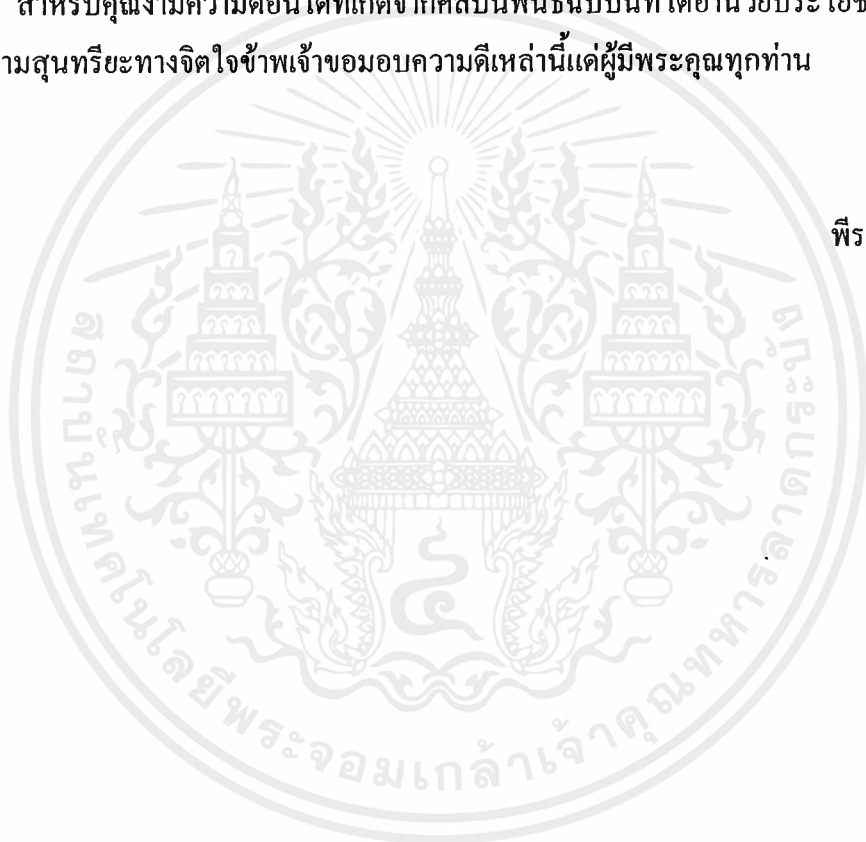 สำหรับคุณงามความดีอันใดที่เกิดจากศิลปนิพนธ์ฉบับนี้ที่ได้อำนวยประโยช
ามสุนทรียะทางจิตใจข้าพเจ้าขอมอบความดีเหล่านี้แด่ผู้มีพระคุณทุกท่าน
พีร
สถาบันเทคโนโลยีพระจอมเกล้าเจ้าคุณทหารลาดกระบัง
๔